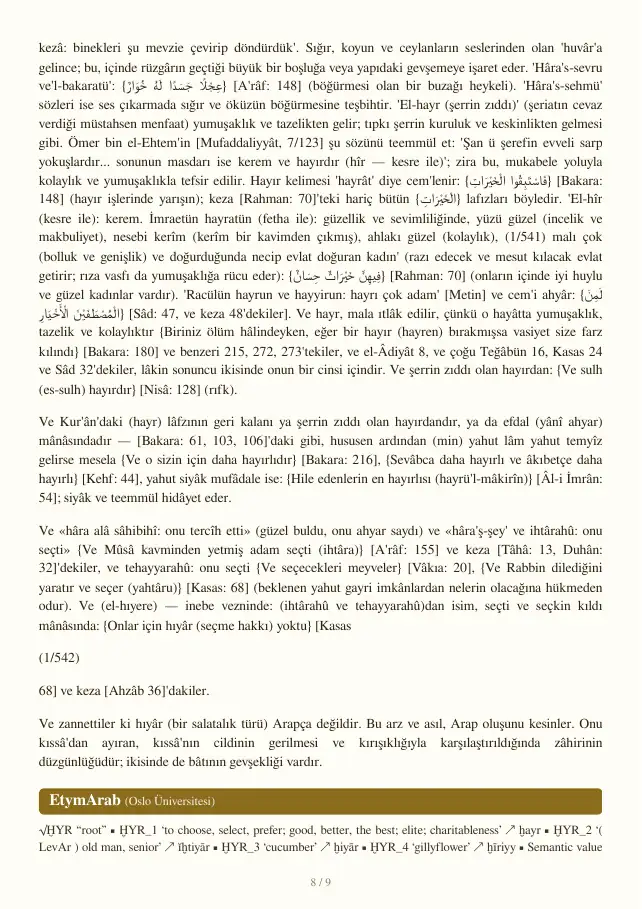 kezâ: binekleri şu mevzie çevirip döndürdük'. Sığır, koyun ve ceylanların seslerinden olan 'huvâr'a
gelince; bu, içinde rüzgârın geçtiği büyük bir boşluğa veya yapıdaki gevşemeye işaret eder. 'Hâra's-sevru
ve'l-bakaratü': {عِجْلًا جَسَدًا لَهُ خُوَارٌ} [A'râf: 148] (böğürmesi olan bir buzağı heykeli). 'Hâra's-sehmü'
sözleri ise ses çıkarmada sığır ve öküzün böğürmesine teşbihtir. 'El-hayr (şerrin zıddı)' (şeriatın cevaz
verdiği müstahsen menfaat) yumuşaklık ve tazelikten gelir; tıpkı şerrin kuruluk ve keskinlikten gelmesi
gibi. Ömer bin el-Ehtem'in [Mufaddaliyyât, 7/123] şu sözünü teemmül et: 'Şan ü şerefin evveli sarp
yokuşlardır... sonunun masdarı ise kerem ve hayırdır (hîr — kesre ile)'; zira bu, mukabele yoluyla
kolaylık ve yumuşaklıkla tefsir edilir. Hayır kelimesi 'hayrât' diye cem'lenir: {فَاسْتَبِقُوا الْخَيْرَاتِ} [Bakara:
148] (hayır işlerinde yarışın); keza [Rahman: 70]'teki hariç bütün {الْخَيْرَاتِ} lafızları böyledir. 'El-hîr
(kesre ile): kerem. İmraetün hayratün (fetha ile): güzellik ve sevimliliğinde, yüzü güzel (incelik ve
makbuliyet), nesebi kerîm (kerîm bir kavimden çıkmış), ahlakı güzel (kolaylık), (1/541) malı çok
(bolluk ve genişlik) ve doğurduğunda necip evlat doğuran kadın' (razı edecek ve mesut kılacak evlat
getirir; rıza vasfı da yumuşaklığa rücu eder): {فِيهِنَّ خَيْرَاتٌ حِسَانٌ} [Rahman: 70] (onların içinde iyi huylu
ve güzel kadınlar vardır). 'Racülün hayrun ve hayyirun: hayrı çok adam' [Metin] ve cem'i ahyâr: {لَمِنَ
الْمُصْطَفَيْنَ الْأَخْيَارِ} [Sâd: 47, ve keza 48'dekiler]. Ve hayr, mala ıtlâk edilir, çünkü o hayâtta yumuşaklık,
tazelik ve kolaylıktır {Biriniz ölüm hâlindeyken, eğer bir hayır (hayren) bırakmışsa vasiyet size farz
kılındı} [Bakara: 180] ve benzeri 215, 272, 273'tekiler, ve el-Âdiyât 8, ve çoğu Teğâbün 16, Kasas 24
ve Sâd 32'dekiler, lâkin sonuncu ikisinde onun bir cinsi içindir. Ve şerrin zıddı olan hayırdan: {Ve sulh
(es-sulh) hayırdır} [Nisâ: 128] (rıfk).
Ve Kur'ân'daki (hayr) lâfzının geri kalanı ya şerrin zıddı olan hayırdandır, ya da efdal (yânî ahyar)
mânâsındadır — [Bakara: 61, 103, 106]'daki gibi, hususen ardından (min) yahut lâm yahut temyîz
gelirse mesela {Ve o sizin için daha hayırlıdır} [Bakara: 216], {Sevâbca daha hayırlı ve âkıbetçe daha
hayırlı} [Kehf: 44], yahut siyâk mufâdale ise: {Hile edenlerin en hayırlısı (hayrü'l-mâkirîn)} [Âl-i İmrân:
54]; siyâk ve teemmül hidâyet eder.
Ve «hâra alâ sâhibihî: onu tercîh etti» (güzel buldu, onu ahyar saydı) ve «hâra'ş-şey' ve ihtârahû: onu
seçti» {Ve Mûsâ kavminden yetmiş adam seçti (ihtâra)} [A'râf: 155] ve keza [Tâhâ: 13, Duhân:
32]'dekiler, ve tehayyarahû: onu seçti {Ve seçecekleri meyveler} [Vâkıa: 20], {Ve Rabbin dilediğini
yaratır ve seçer (yahtâru)} [Kasas: 68] (beklenen yahut gayri imkânlardan nelerin olacağına hükmeden
odur). Ve (el-hıyere) — inebe vezninde: (ihtârahû ve tehayyarahû)dan isim, seçti ve seçkin kıldı
mânâsında: {Onlar için hıyâr (seçme hakkı) yoktu} [Kasas
(1/542)
68] ve keza [Ahzâb 36]'dakiler.
Ve zannettiler ki hıyâr (bir salatalık türü) Arapça değildir. Bu arz ve asıl, Arap oluşunu kesinler. Onu
kıssâ'dan ayıran, kıssâ'nın cildinin gerilmesi ve kırışıklığıyla karşılaştırıldığında zâhirinin
düzgünlüğüdür; ikisinde de bâtının gevşekliği vardır.
EtymArab (Oslo Üniversitesi)
√ḪYR “root” ▪ ḪYR_1 ‘to choose, select, prefer; good, better, the best; elite; charitableness’ ↗ ḫayr ▪ ḪYR_2 ‘(
LevAr ) old man, senior’ ↗ ĭḫtiyār ▪ ḪYR_3 ‘cucumber’ ↗ ḫiyār ▪ ḪYR_4 ‘gillyflower’ ↗ ḫīriyy ▪ Semantic value
8 / 9